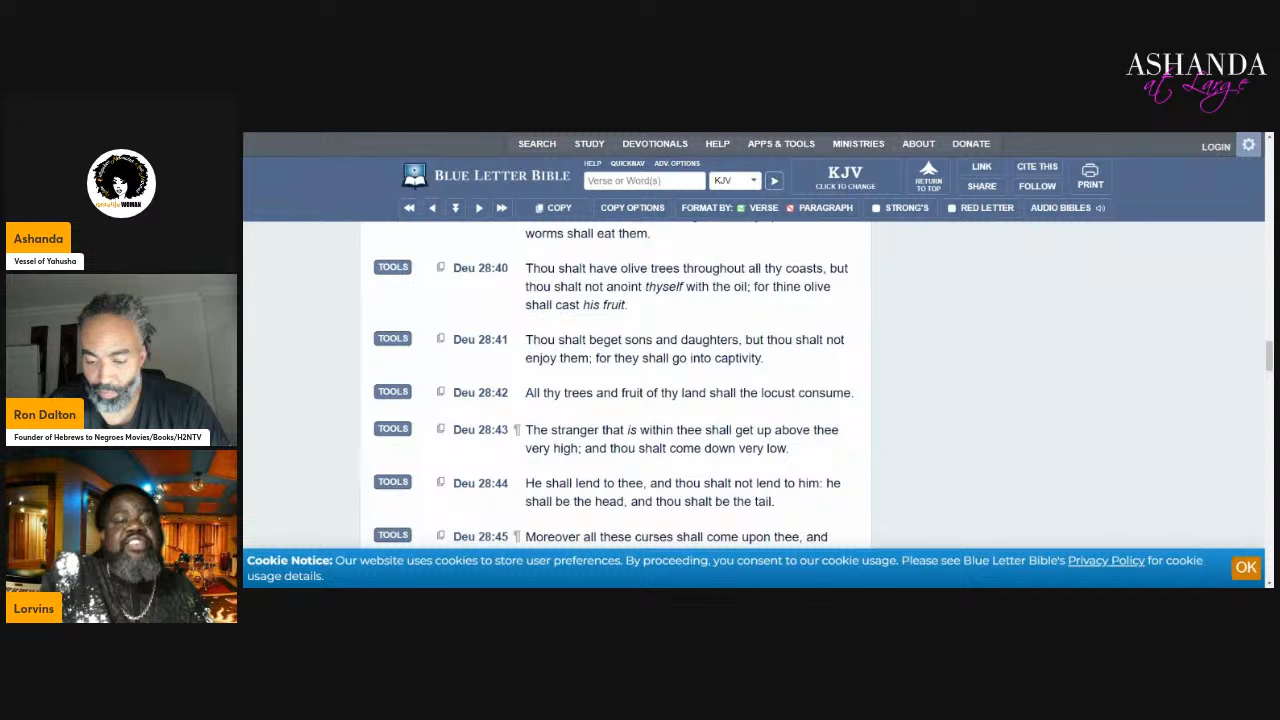 ASHANDA
at Large
Ashanda
Vessel of Yahusha
Ron Dalton
Founder of Hebrews to Negroes Movies/Books/H2NTV
Lorvins
SEARCH STUDY DEVOTIONALS HELP APPS & TOOLS MINISTRIES ABOUT DONATE
LOGIN
BLUE LETTER BIBLE
HELP QUICKNAV ADV. OPTIONS
Verse or Word(s) KJV
KJV
CLICK TO CHANGE
RETURN
TO TOP
LINK CITE THIS
SHARE FOLLOW
PRINT
COPY COPY OPTIONS FORMAT BY: VERSE PARAGRAPH STRONG'S RED LETTER AUDIO BIBLES
worms shall eat them.
TOOLS Deu 28:40 Thou shalt have olive trees throughout all thy coasts, but
thou shalt not anoint thyself with the oil; for thine olive
shall cast his fruit.
TOOLS Deu 28:41 Thou shalt beget sons and daughters, but thou shalt not
enjoy them; for they shall go into captivity.
TOOLS Deu 28:42 All thy trees and fruit of thy land shall the locust consume.
TOOLS Deu 28:43 ¶ The stranger that is within thee shall get up above thee
very high; and thou shalt come down very low.
TOOLS Deu 28:44 He shall lend to thee, and thou shalt not lend to him: he
shall be the head, and thou shalt be the tail.
TOOLS Deu 28:45 ¶ Moreover all these curses shall come upon thee, and
Cookie Notice: Our website uses cookies to store user preferences. By proceeding, you consent to our cookie usage. Please see Blue Letter Bible's Privacy Policy for cookie
usage details.
OK